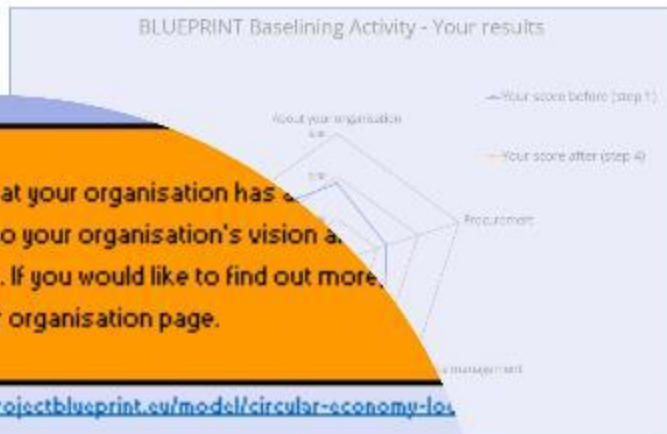 BLUEPRINT Baselining Activity - Your results
Your score before (step 1)
About your organisation
Your score after (step 4)
at your organisation has
Procurement
o your organisation's vision a
. If you would like to find out more,
organisation page.
management
ojectblueprint.eu/model/circular-economy-lo